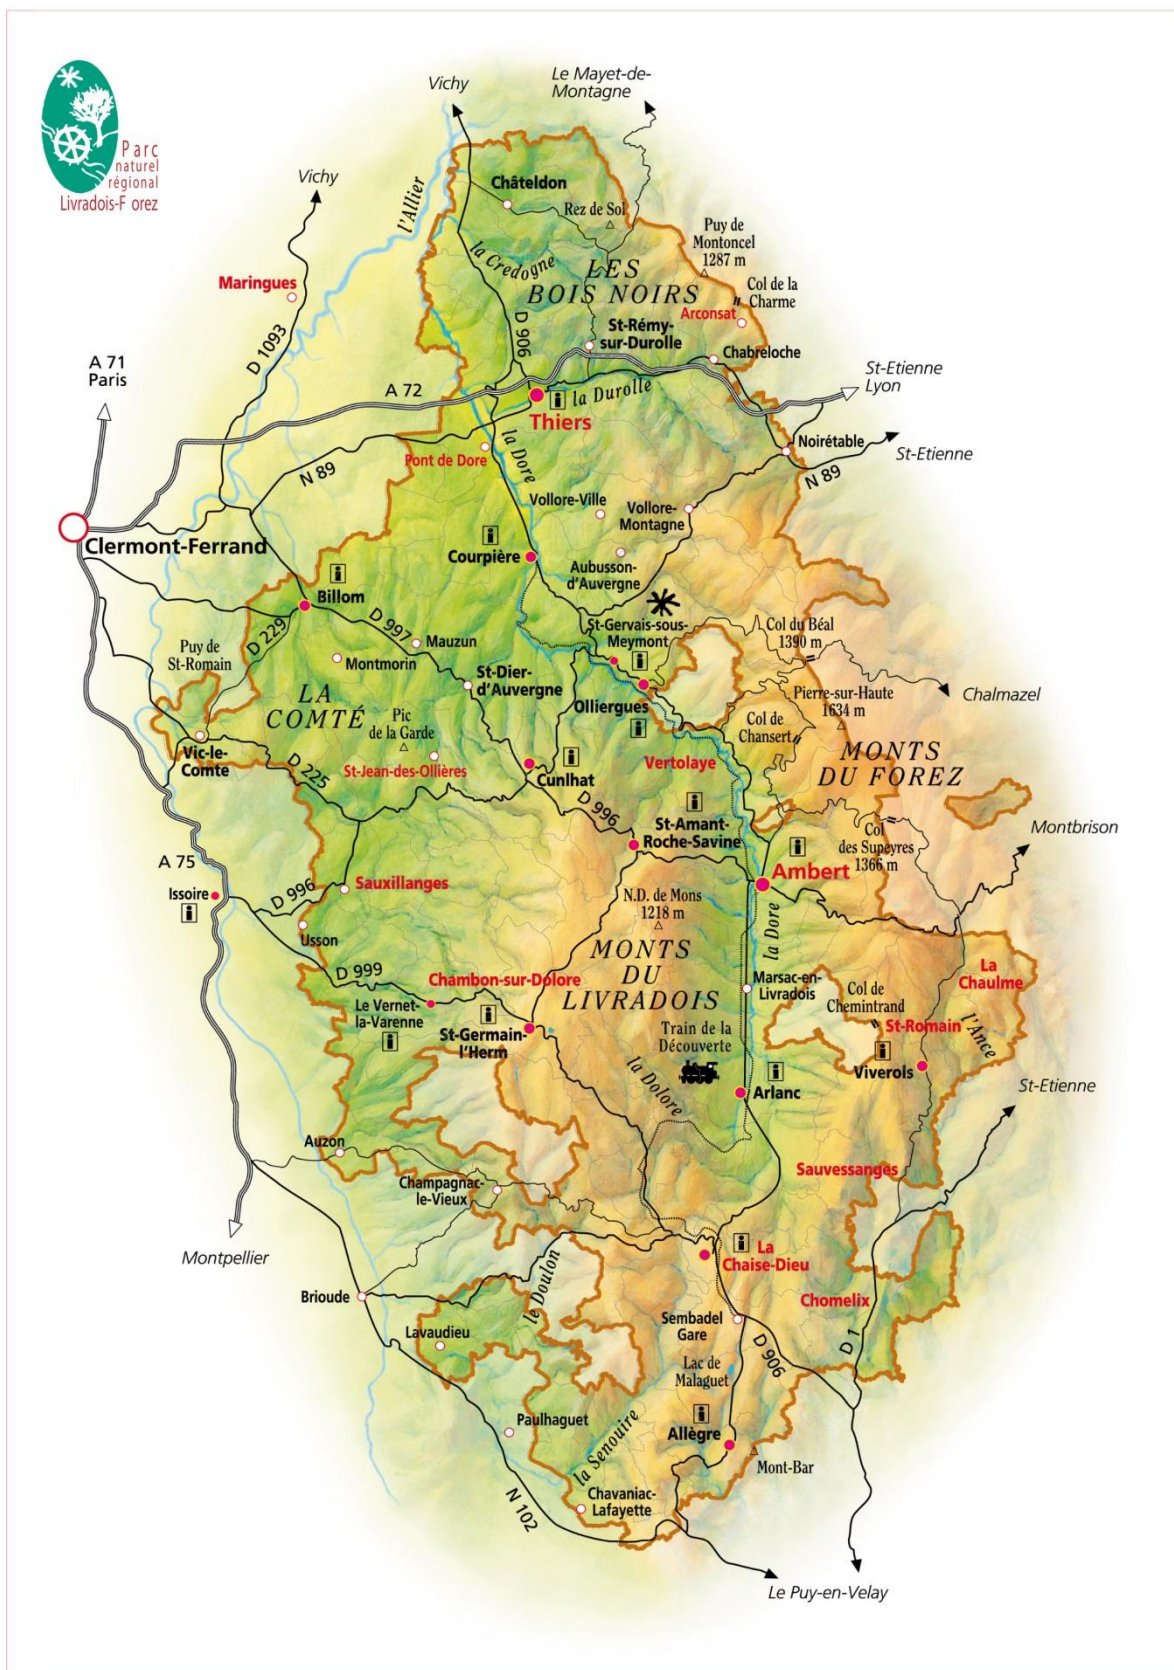 Parc
naturel
régional
Livradois-F orez
Vichy
Le Mayet-de-
Montagne
Vichy
l'Allier
Châteldon
Rez de Sol
la Credogne
Puy de
Montoncel
1287 m
LES
BOIS NOIRS
Maringues
D 1093
D 906
Col de la
Charme
Arconsat
St-Rémy-
sur-Durolle
Chabreloche
A 71
Paris
A 72
St-Etienne
Lyon
la Durolle
Thiers
Noirétable
St-Etienne
N 89
Pont de Dore
la Dore
N 89
Vollore-Ville
Vollore-
Montagne
Clermont-Ferrand
Courpière
Aubusson-
d'Auvergne
Billom
D 229
D 997
Mauzun
Montmorin
St-Gervais-sous-
Meymont
Col du Béal
1390 m
Puy de
St-Romain
St-Dier-
d'Auvergne
Olliergues
Pierre-sur-Haute
1634 m
Chalmazel
LA
COMTÉ
Pic
de la Garde
Col de
Chansert
Vic-le-
Comte
D 225
St-Jean-des-Ollières
Cunlhat
Vertolaye
MONTS
DU FOREZ
D 996
St-Amant-
Roche-Savine
Col
des Supeyres
1366 m
Montbrison
A 75
Issoire
D 996
Sauxillanges
Ambert
N.D. de Mons
1218 m
la Dore
Usson
D 999
Chambon-sur-Dolore
MONTS
DU
LIVRADOIS
Marsac-en-
Livradois
La
Chaulme
Le Vernet-
la-Varenne
St-Germain-
l'Herm
Col de
Chemintrand
St-Romain
l'Ance
Train de la
Découverte
la Dolore
Viverols
Arlanc
St-Etienne
Auzon
Champagnac-
le-Vieux
Sauvessanges
Montpellier
La
Chaise-Dieu
le Doulon
Brioude
Chomelix
Lavaudieu
Sembadel
Gare
D 906
D 1
Lac de
Malaguet
Paulhaguet
la Senouire
Allègre
Mont-Bar
Chavaniac-
Lafayette
N 102
Le Puy-en-Velay